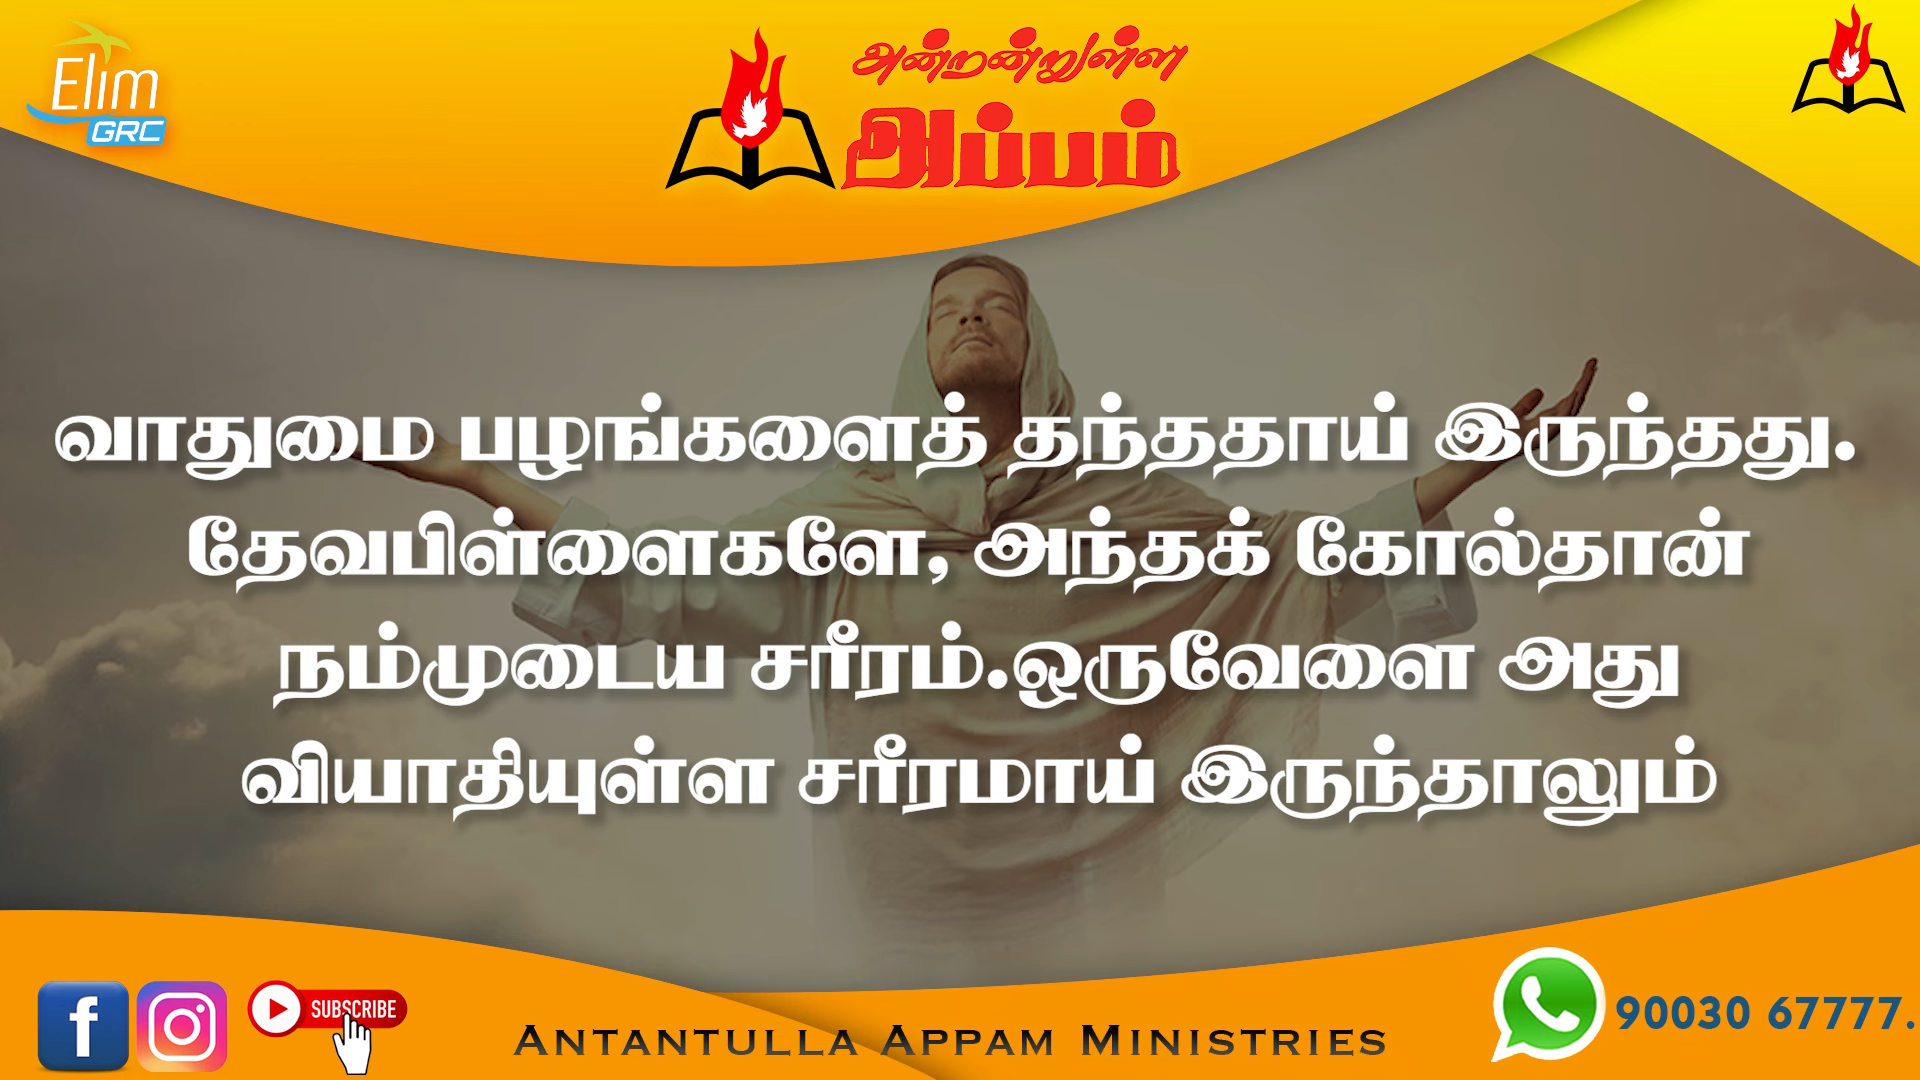 Elim
GRC
அன்றன்றுள்ள
அப்பம்
வாதுமை பழங்களைத் தந்ததாய் இருந்தது.
தேவபிள்ளைகளே, அந்தக் கோல்தான்
நம்முடைய சரீரம்.ஒருவேளை அது
வியாதியுள்ள சரீரமாய் இருந்தாலும்
SUBSCRIBE
ANTANTULLA APPAM MINISTRIES
90030 67777.